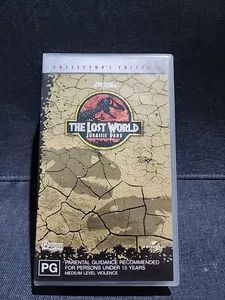 COLLECTOR'S EDITION
THE LOST WORLD
JURASSIC PARK
PG
PARENTAL GUIDANCE RECOMMENDED
FOR PERSONS UNDER 15 YEARS
MEDIUM LEVEL VIOLENCE